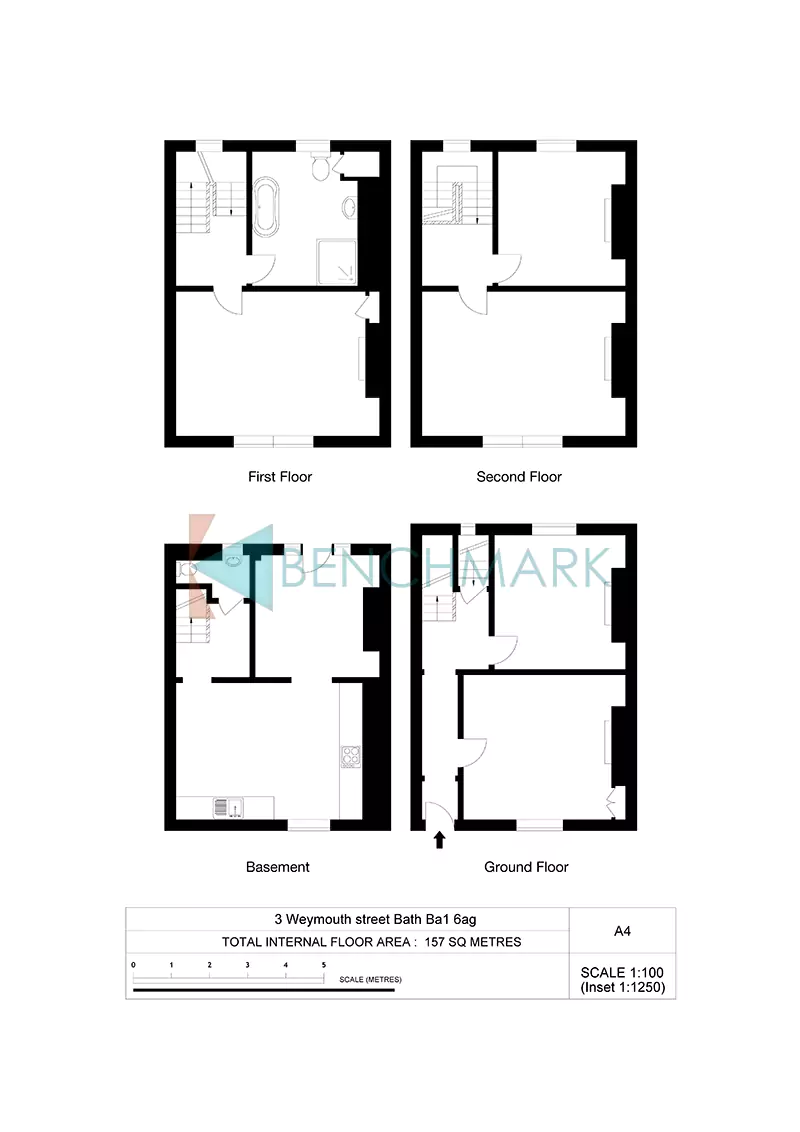 First Floor
Second Floor
BENCHMARK
Basement
Ground Floor
3 Weymouth street Bath Ba1 6ag
TOTAL INTERNAL FLOOR AREA : 157 SQ METRES
A4
0 1 2 3 4 5
SCALE (METRES)
SCALE 1:100
(Inset 1:1250)